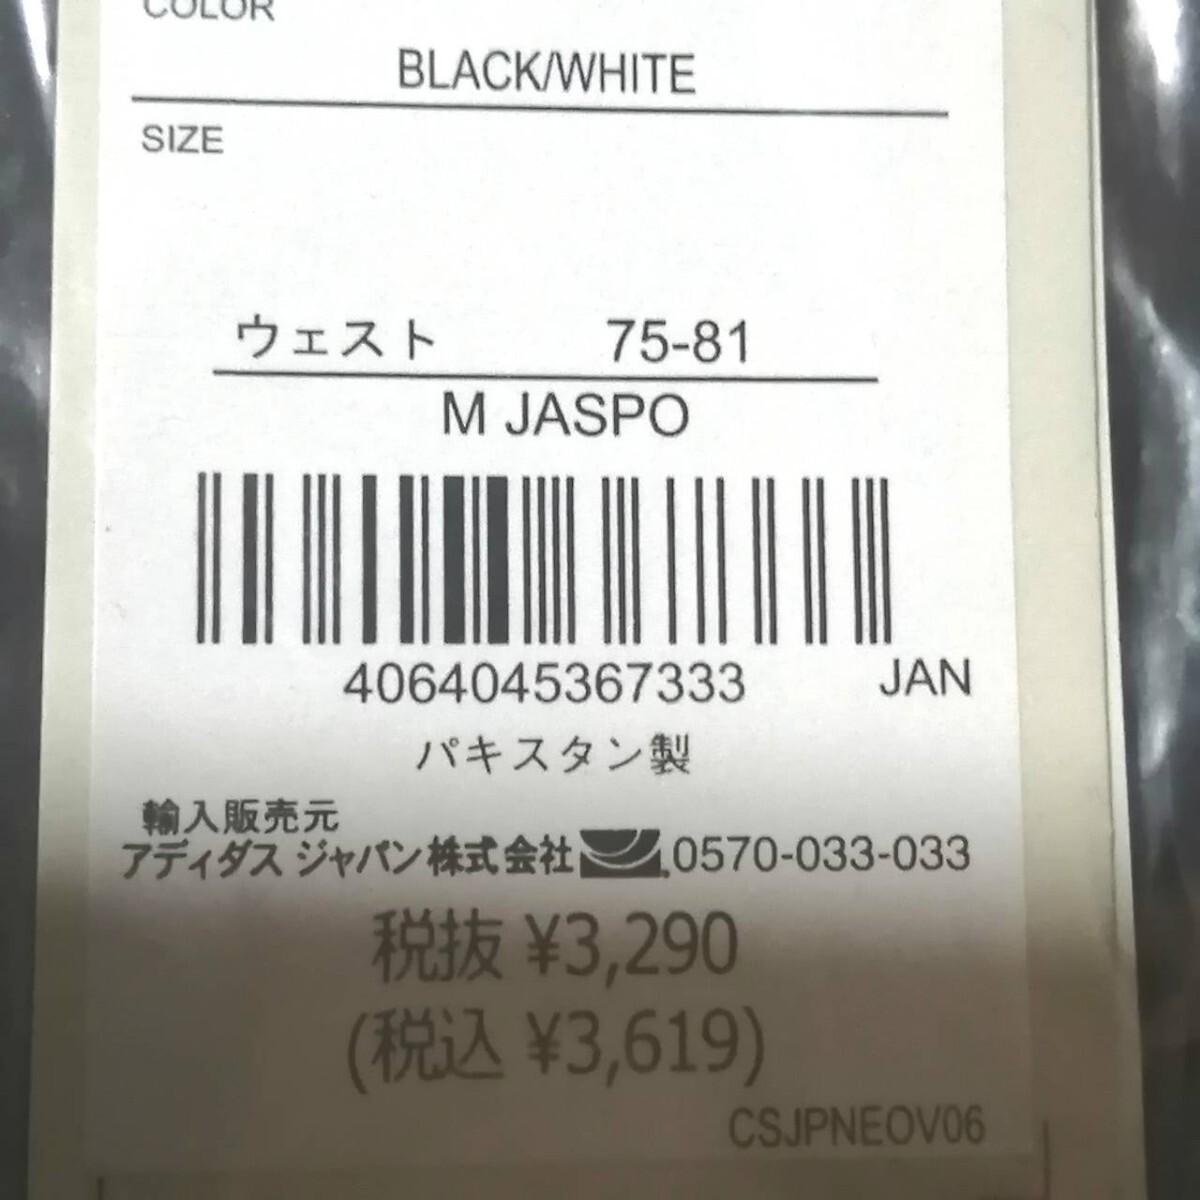 COLOR
BLACK/WHITE
SIZE
ウェスト 75-81
M JASPO
4064045367333 JAN
パキスタン製
輸入販売元
アディダス ジャパン株式会社 0570-033-033
税抜 ¥3,290
(税込 ¥3,619)
CSJPNEOV06